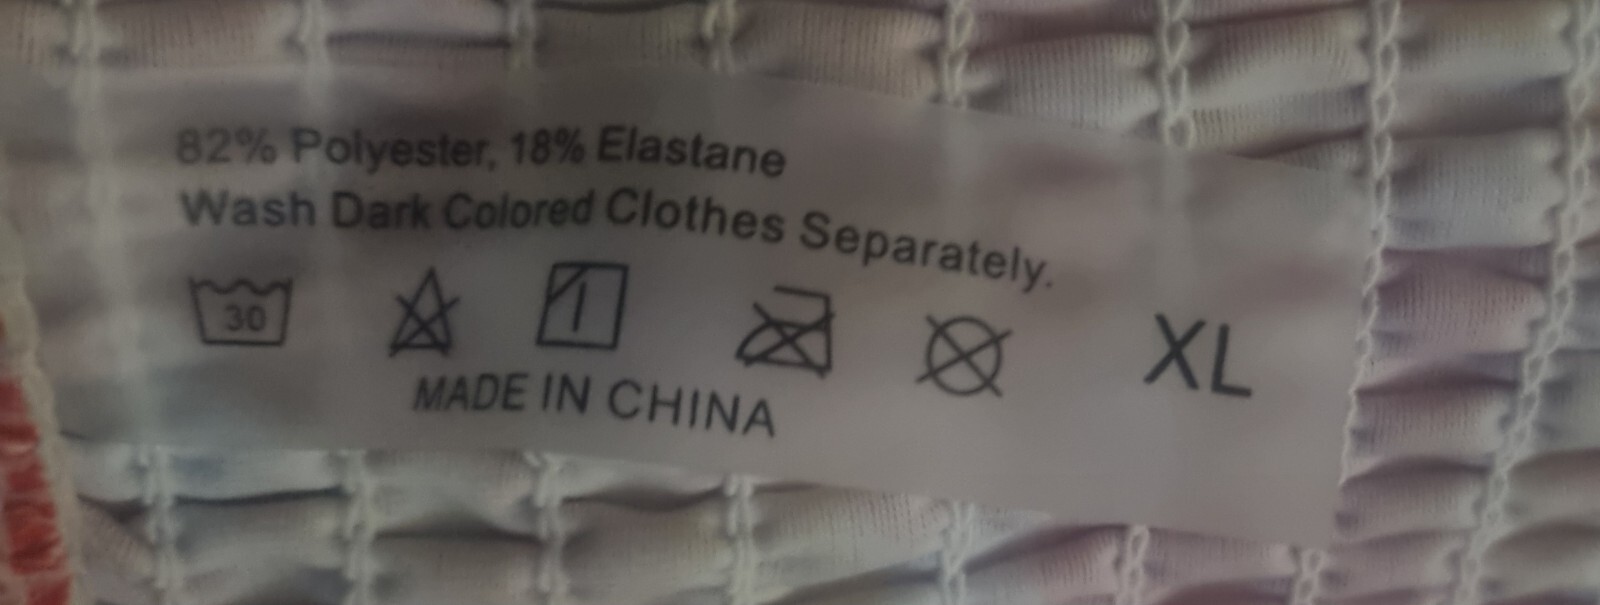 82% Polyester, 18% Elastane
Wash Dark Colored Clothes Separately.
30
XL
MADE IN CHINA